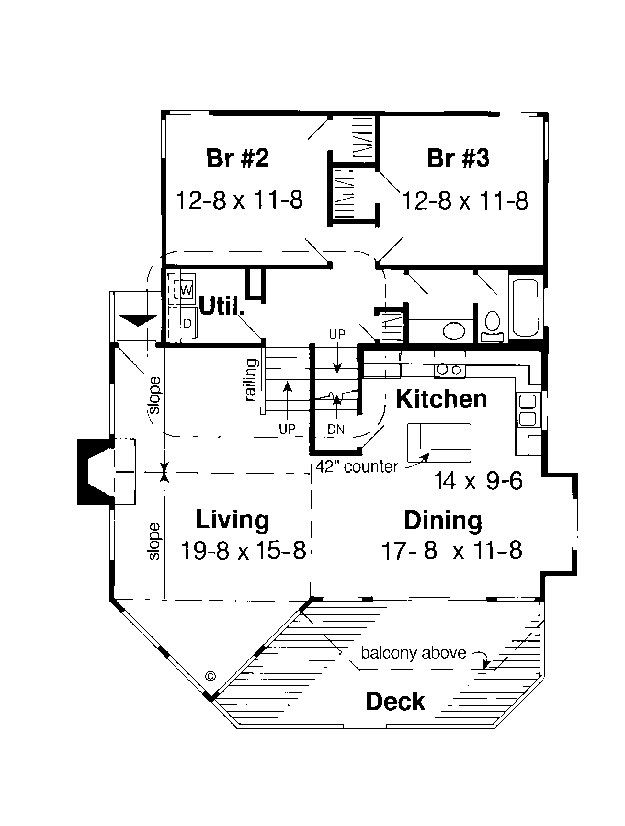 Br #2
12-8 x 11-8
Br #3
12-8 x 11-8
W
D
Util.
UP
railing
UP
DN
slope
Kitchen
42" counter
14 x 9-6
Living
19-8 x 15-8
Dining
17- 8 x 11-8
slope
balcony above
©
Deck